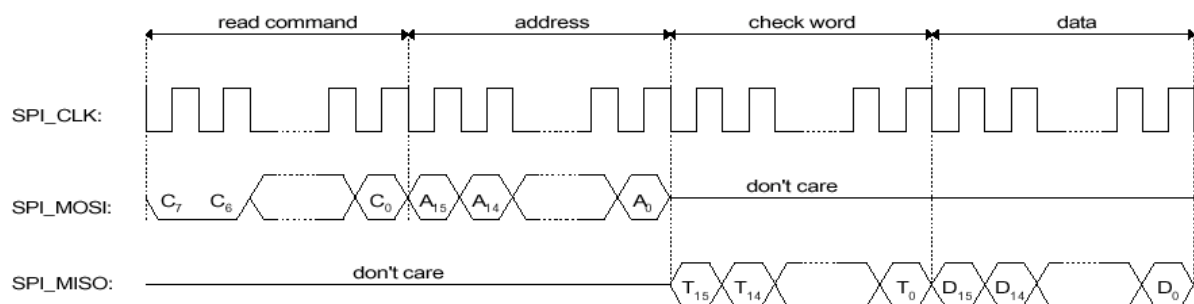 read command address check word data
SPI_CLK:
SPI_MOSI: C7 C6 C0 A15 A14 A0 don't care
SPI_MISO: don't care T15 T14 T0 D15 D14 D0